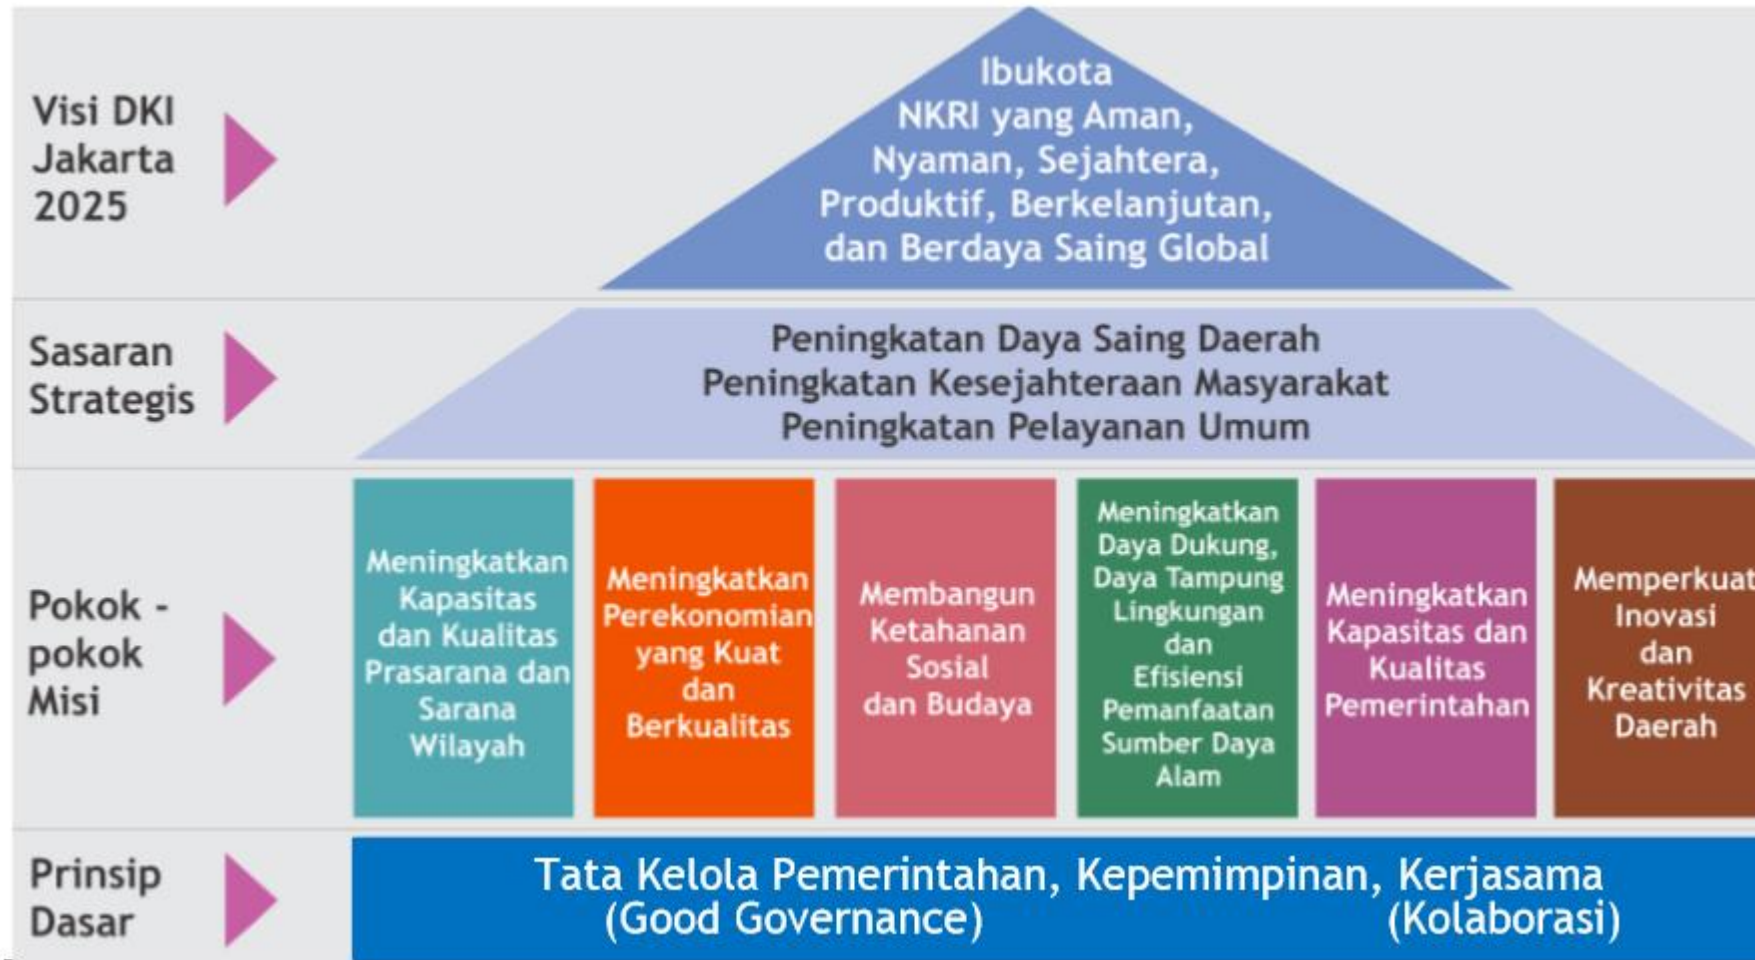 Visi DKI
Jakarta
2025
Ibukota
NKRI yang Aman,
Nyaman, Sejahtera,
Produktif, Berkelanjutan,
dan Berdaya Saing Global
Sasaran
Strategis
Peningkatan Daya Saing Daerah
Peningkatan Kesejahteraan Masyarakat
Peningkatan Pelayanan Umum
Pokok -
pokok
Misi
Meningkatkan
Kapasitas
dan Kualitas
Prasarana dan
Sarana
Wilayah
Meningkatkan
Perekonomian
yang Kuat
dan
Berkualitas
Membangun
Ketahanan
Sosial
dan Budaya
Meningkatkan
Daya Dukung,
Daya Tampung
Lingkungan
dan
Efisiensi
Pemanfaatan
Sumber Daya
Alam
Meningkatkan
Kapasitas dan
Kualitas
Pemerintahan
Memperkuat
Inovasi
dan
Kreativitas
Daerah
Prinsip
Dasar
Tata Kelola Pemerintahan, Kepemimpinan, Kerjasama
(Good Governance) (Kolaborasi)